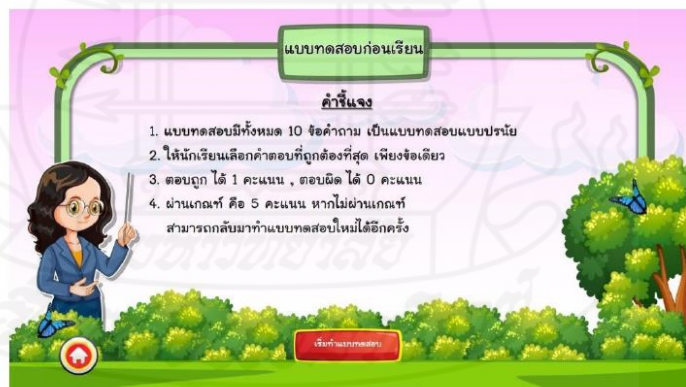 แบบทดสอบก่อนเรียน
คำชี้แจง
1. แบบทดสอบมีทั้งหมด 10 ข้อคำถาม เป็นแบบทดสอบแบบปรนัย
2. ให้นักเรียนเลือกคำตอบที่ถูกต้องที่สุด เพียงข้อเดียว
3. ตอบถูก ได้ 1 คะแนน , ตอบผิด ได้ 0 คะแนน
4. ผ่านเกณฑ์ คือ 5 คะแนน หากไม่ผ่านเกณฑ์
สามารถกลับมาทำแบบทดสอบใหม่ได้อีกครั้ง
เริ่มทำแบบทดสอบ